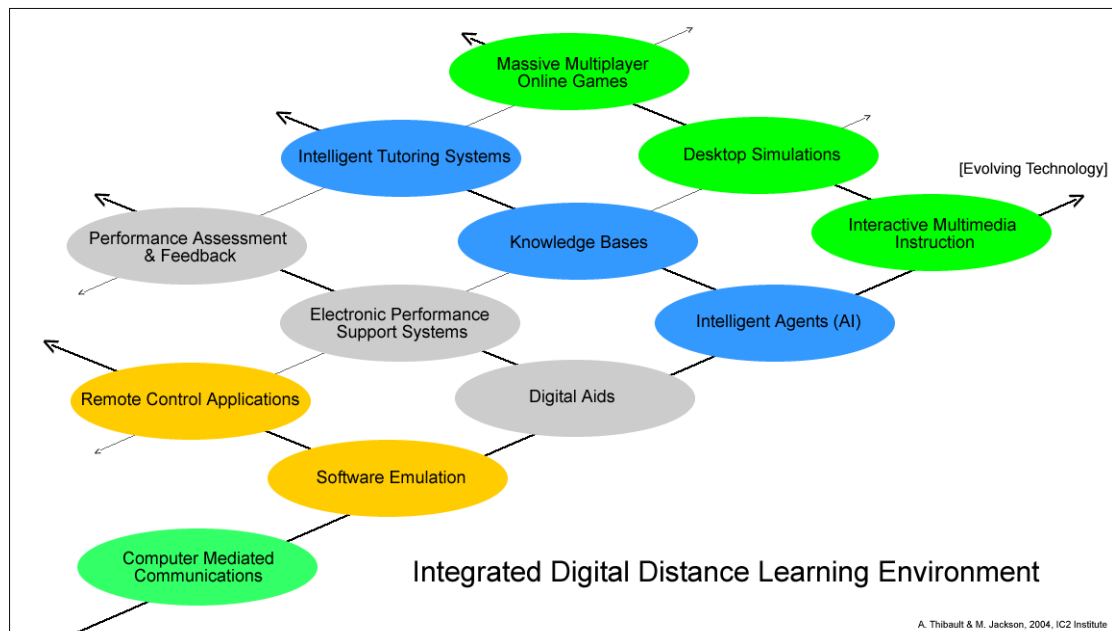 Massive Multiplayer
Online Games
Intelligent Tutoring Systems
Desktop Simulations
[Evolving Technology]
Performance Assessment
& Feedback
Knowledge Bases
Interactive Multimedia
Instruction
Electronic Performance
Support Systems
Intelligent Agents (AI)
Remote Control Applications
Digital Aids
Software Emulation
Computer Mediated
Communications
Integrated Digital Distance Learning Environment
A. Thibault & M. Jackson, 2004, IC2 Institute